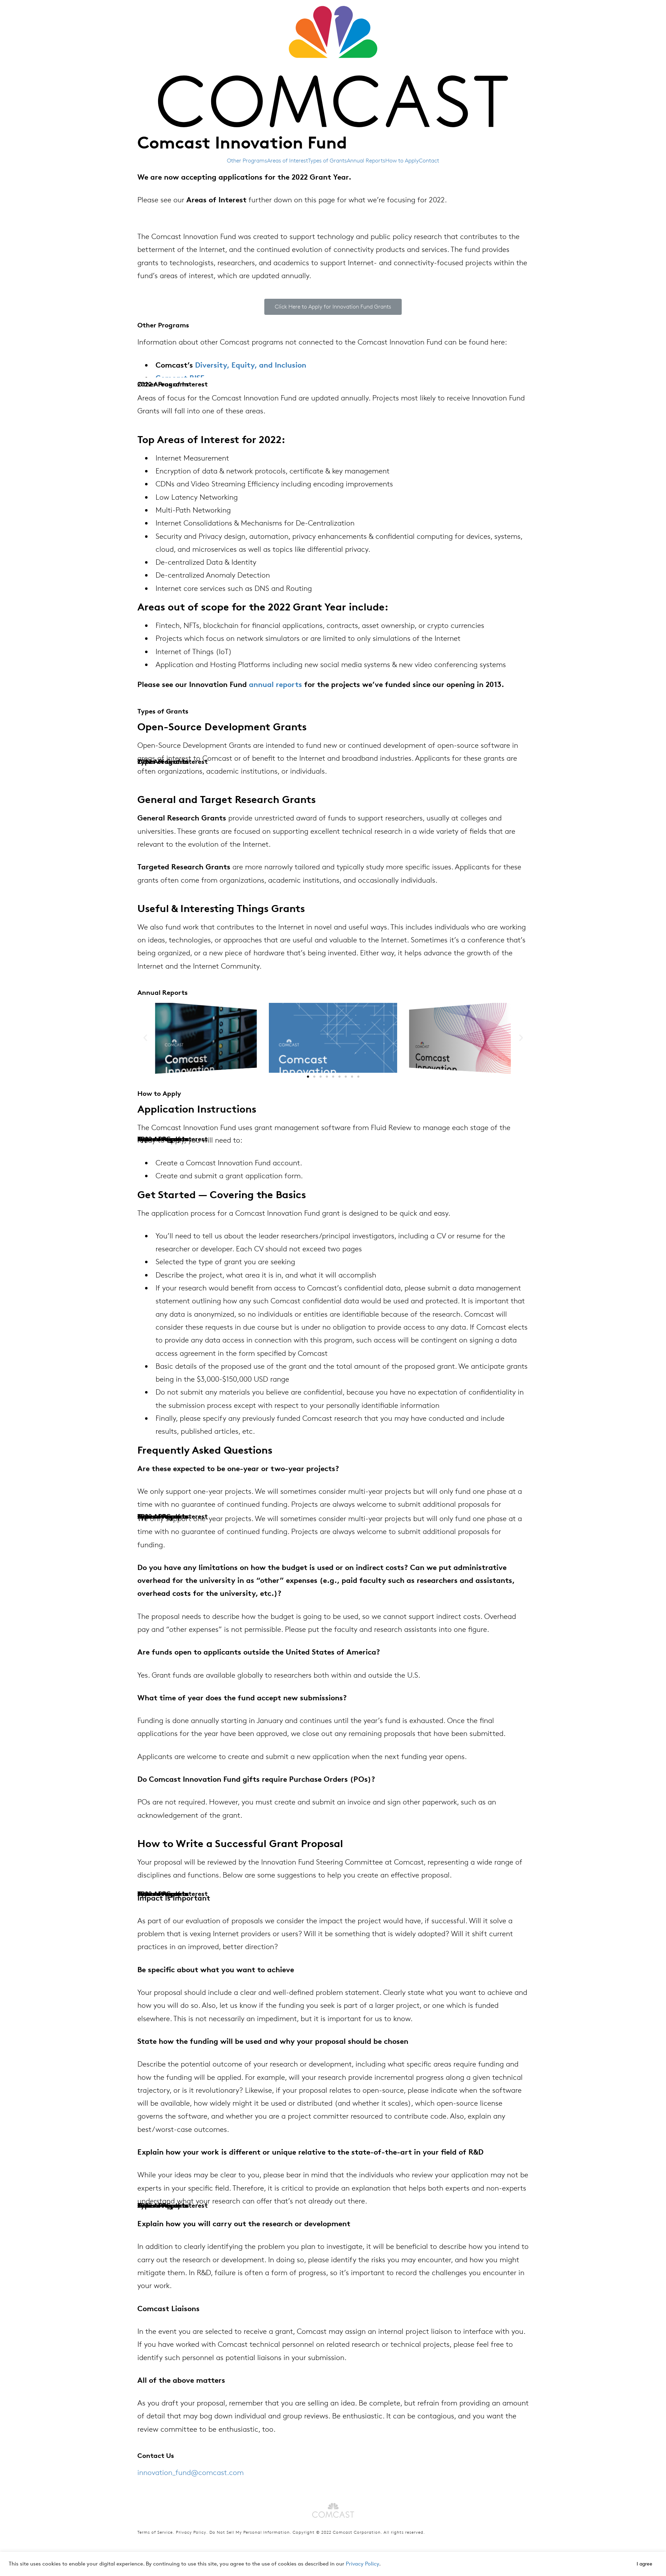 COMCAST
Comcast Innovation Fund
Other Programs Areas of Interest Types of Grants Annual Reports How to Apply Contact
We are now accepting applications for the 2022 Grant Year.
Please see our Areas of Interest further down on this page for what we're focusing for 2022.
The Comcast Innovation Fund was created to support technology and public policy research that contributes to the
betterment of the Internet, and the continued evolution of connectivity products and services. The fund provides
grants to technologists, researchers, and academics to support Internet- and connectivity-focused projects within the
fund's areas of interest, which are updated annually.
Click Here to Apply for Innovation Fund Grants
Other Programs
Information about other Comcast programs not connected to the Comcast Innovation Fund can be found here:
• Comcast's Diversity, Equity, and Inclusion
Areas of focus for the Comcast Innovation Fund are updated annually. Projects most likely to receive Innovation Fund
Grants will fall into one of these areas.
Top Areas of Interest for 2022:
• Internet Measurement
• Encryption of data & network protocols, certificate & key management
• CDNs and Video Streaming Efficiency including encoding improvements
• Low Latency Networking
• Multi-Path Networking
• Internet Consolidations & Mechanisms for De-Centralization
• Security and Privacy design, automation, privacy enhancements & confidential computing for devices, systems,
cloud, and microservices as well as topics like differential privacy.
• De-centralized Data & Identity
• De-centralized Anomaly Detection
• Internet core services such as DNS and Routing
Areas out of scope for the 2022 Grant Year include:
• Fintech, NFTs, blockchain for financial applications, contracts, asset ownership, or crypto currencies
• Projects which focus on network simulators or are limited to only simulations of the Internet
• Internet of Things (IoT)
• Application and Hosting Platforms including new social media systems & new video conferencing systems
Please see our Innovation Fund annual reports for the projects we've funded since our opening in 2013.
Types of Grants
Open-Source Development Grants
Open-Source Development Grants are intended to fund new or continued development of open-source software in
areas of interest to Comcast or of benefit to the Internet and broadband industries. Applicants for these grants are
often organizations, academic institutions, or individuals.
General and Target Research Grants
General Research Grants provide unrestricted award of funds to support researchers, usually at colleges and
universities. These grants are focused on supporting excellent technical research in a wide variety of fields that are
relevant to the evolution of the Internet.
Targeted Research Grants are more narrowly tailored and typically study more specific issues. Applicants for these
grants often come from organizations, academic institutions, and occasionally individuals.
Useful & Interesting Things Grants
We also fund work that contributes to the Internet in novel and useful ways. This includes individuals who are working
on ideas, technologies, or approaches that are useful and valuable to the Internet. Sometimes it's a conference that's
being organized, or a new piece of hardware that's being invented. Either way, it helps advance the growth of the
Internet and the Internet Community.
Annual Reports
COMCAST COMCAST COMCAST
Comcast Comcast Comcast
Innovation Innovation Innovation
How to Apply
Application Instructions
The Comcast Innovation Fund uses grant management software from Fluid Review to manage each stage of the
you will need to:
• Create a Comcast Innovation Fund account.
• Create and submit a grant application form.
Get Started — Covering the Basics
The application process for a Comcast Innovation Fund grant is designed to be quick and easy.
• You'll need to tell us about the leader researchers/principal investigators, including a CV or resume for the
researcher or developer. Each CV should not exceed two pages
• Selected the type of grant you are seeking
• Describe the project, what area it is in, and what it will accomplish
• If your research would benefit from access to Comcast's confidential data, please submit a data management
statement outlining how any such Comcast confidential data would be used and protected. It is important that
any data is anonymized, so no individuals or entities are identifiable because of the research. Comcast will
consider these requests in due course but is under no obligation to provide access to any data. If Comcast elects
to provide any data access in connection with this program, such access will be contingent on signing a data
access agreement in the form specified by Comcast
• Basic details of the proposed use of the grant and the total amount of the proposed grant. We anticipate grants
being in the $3,000-$150,000 USD range
• Do not submit any materials you believe are confidential, because you have no expectation of confidentiality in
the submission process except with respect to your personally identifiable information
• Finally, please specify any previously funded Comcast research that you may have conducted and include
results, published articles, etc.
Frequently Asked Questions
Are these expected to be one-year or two-year projects?
We only support one-year projects. We will sometimes consider multi-year projects but will only fund one phase at a
time with no guarantee of continued funding. Projects are always welcome to submit additional proposals for
We only support one-year projects. We will sometimes consider multi-year projects but will only fund one phase at a
time with no guarantee of continued funding. Projects are always welcome to submit additional proposals for
funding.
Do you have any limitations on how the budget is used or on indirect costs? Can we put administrative
overhead for the university in as "other" expenses (e.g., paid faculty such as researchers and assistants,
overhead costs for the university, etc.)?
The proposal needs to describe how the budget is going to be used, so we cannot support indirect costs. Overhead
pay and "other expenses" is not permissible. Please put the faculty and research assistants into one figure.
Are funds open to applicants outside the United States of America?
Yes. Grant funds are available globally to researchers both within and outside the U.S.
What time of year does the fund accept new submissions?
Funding is done annually starting in January and continues until the year's fund is exhausted. Once the final
applications for the year have been approved, we close out any remaining proposals that have been submitted.
Applicants are welcome to create and submit a new application when the next funding year opens.
Do Comcast Innovation Fund gifts require Purchase Orders (POs)?
POs are not required. However, you must create and submit an invoice and sign other paperwork, such as an
acknowledgement of the grant.
How to Write a Successful Grant Proposal
Your proposal will be reviewed by the Innovation Fund Steering Committee at Comcast, representing a wide range of
disciplines and functions. Below are some suggestions to help you create an effective proposal.
Impact is important
As part of our evaluation of proposals we consider the impact the project would have, if successful. Will it solve a
problem that is vexing Internet providers or users? Will it be something that is widely adopted? Will it shift current
practices in an improved, better direction?
Be specific about what you want to achieve
Your proposal should include a clear and well-defined problem statement. Clearly state what you want to achieve and
how you will do so. Also, let us know if the funding you seek is part of a larger project, or one which is funded
elsewhere. This is not necessarily an impediment, but it is important for us to know.
State how the funding will be used and why your proposal should be chosen
Describe the potential outcome of your research or development, including what specific areas require funding and
how the funding will be applied. For example, will your research provide incremental progress along a given technical
trajectory, or is it revolutionary? Likewise, if your proposal relates to open-source, please indicate when the software
will be available, how widely might it be used or distributed (and whether it scales), which open-source license
governs the software, and whether you are a project committer resourced to contribute code. Also, explain any
best/worst-case outcomes.
Explain how your work is different or unique relative to the state-of-the-art in your field of R&D
While your ideas may be clear to you, please bear in mind that the individuals who review your application may not be
experts in your specific field. Therefore, it is critical to provide an explanation that helps both experts and non-experts
understand what your research can offer that's not already out there.
Explain how you will carry out the research or development
In addition to clearly identifying the problem you plan to investigate, it will be beneficial to describe how you intend to
carry out the research or development. In doing so, please identify the risks you may encounter, and how you might
mitigate them. In R&D, failure is often a form of progress, so it's important to record the challenges you encounter in
your work.
Comcast Liaisons
In the event you are selected to receive a grant, Comcast may assign an internal project liaison to interface with you.
If you have worked with Comcast technical personnel on related research or technical projects, please feel free to
identify such personnel as potential liaisons in your submission.
All of the above matters
As you draft your proposal, remember that you are selling an idea. Be complete, but refrain from providing an amount
of detail that may bog down individual and group reviews. Be enthusiastic. It can be contagious, and you want the
review committee to be enthusiastic, too.
Contact Us
innovation_fund@comcast.com
COMCAST
Terms of Service. Privacy Policy. Do Not Sell My Personal Information. Copyright © 2022 Comcast Corporation. All rights reserved
This site uses cookies to enable your digital experience. By continuing to use this site, you agree to the use of cookies as described in our Privacy Policy. I agree